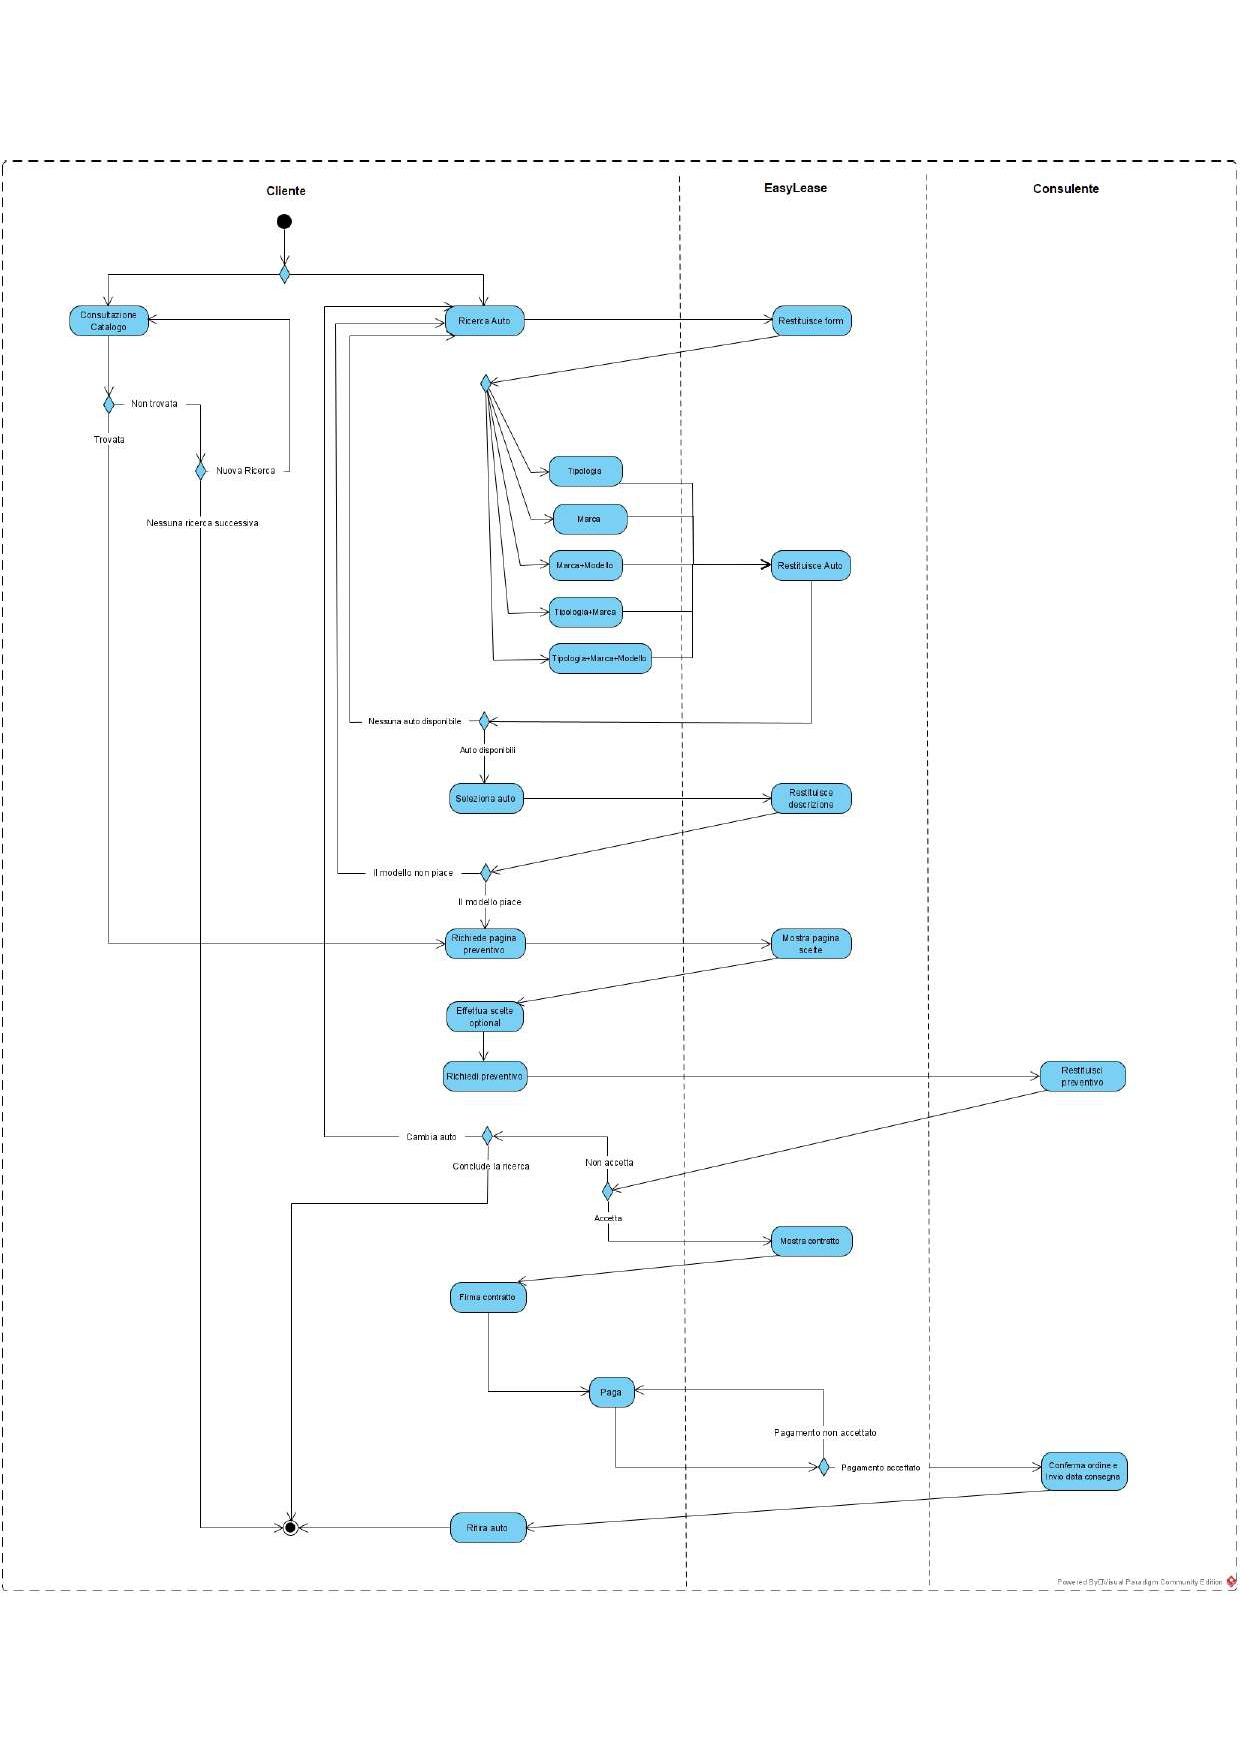 Cliente
EasyLease
Consulente
Consultazione
Catalogo
Ricerca Auto
Restituisce form
Non trovata
Trovata
Nuova Ricerca
Nessuna ricerca successiva
Tipologia
Marca
Marca+Modello
Restituisce Auto
Tipologia+Marca
Tipologia+Marca+Modello
Nessuna auto disponibile
Auto disponibili
Seleziona auto
Restituisce
descrizione
Il modello non piace
Il modello piace
Richiede pagina
preventivo
Mostra pagina
scelte
Effettua scelte
optional
Richiedi preventivo
Restituisci
preventivo
Cambia auto
Conclude la ricerca
Non accetta
Accetta
Mostra contratto
Firma contratto
Paga
Pagamento non accettato
Pagamento accettato
Conferma ordine e
Invio data consegna
Ritira auto
Powered By Visual Paradigm Community Edition